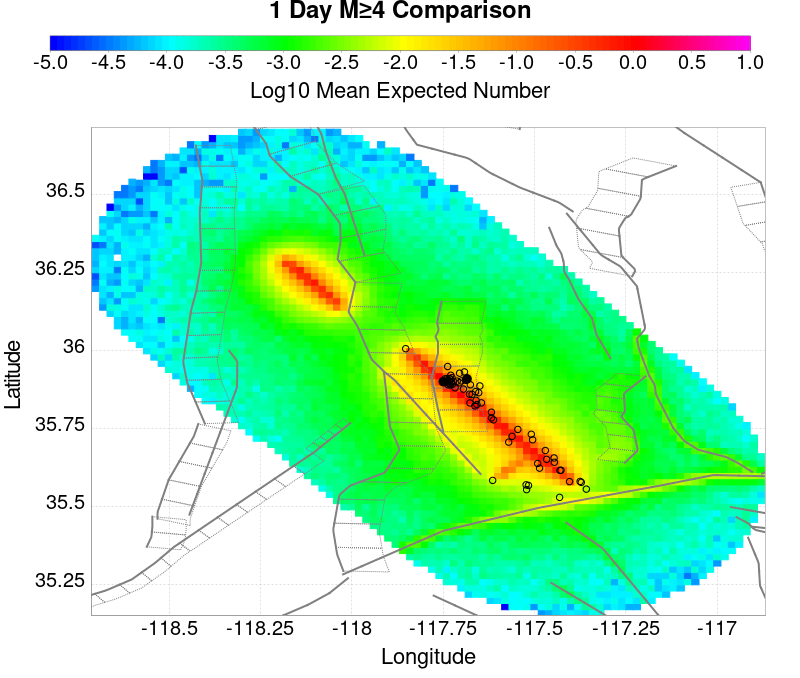 1 Day M≥4 Comparison
-5.0 -4.5 -4.0 -3.5 -3.0 -2.5 -2.0 -1.5 -1.0 -0.5 0.0 0.5 1.0
Log10 Mean Expected Number
36.5
36.25
36
35.75
35.5
35.25
Latitude
-118.5 -118.25 -118 -117.75 -117.5 -117.25 -117
Longitude